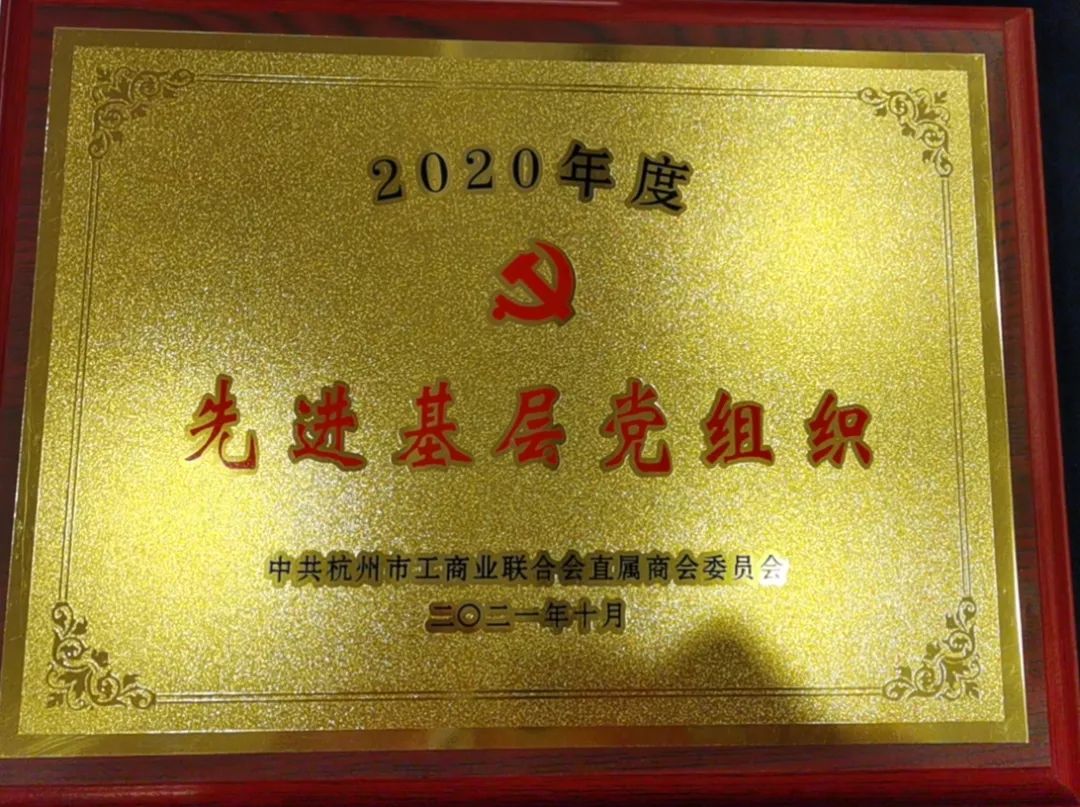 2020年度
先进基层党组织
中共杭州市工商业联合会直属商会委员会
二〇二一年十月